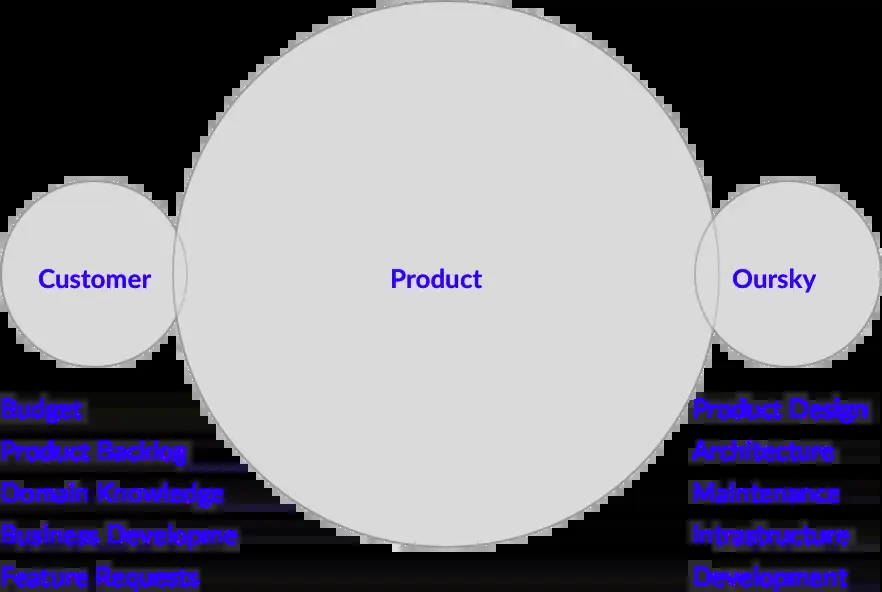 Customer
Product
Oursky
Budget
Product Backlog
Domain Knowledge
Business Developme
Feature Requests
Product Design
Architecture
Maintenance
Infrastructure
Development